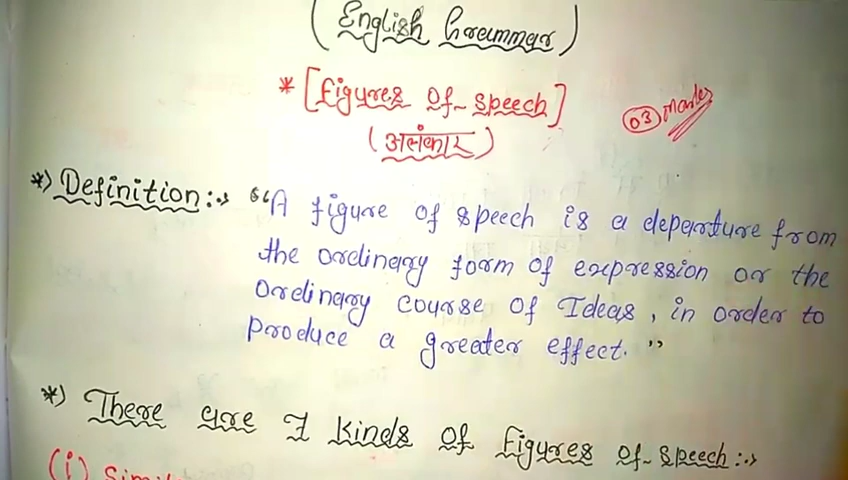 (English Grammar)
* [Figures of speech]
(अलंकार)
03 marks
*) Definition :→ "A figure of speech is a departure from
the ordinary form of expression or the
ordinary course of Ideas, in order to
produce a greater effect."
*) There are 7 kinds of figures of speech :→
(i) Simile